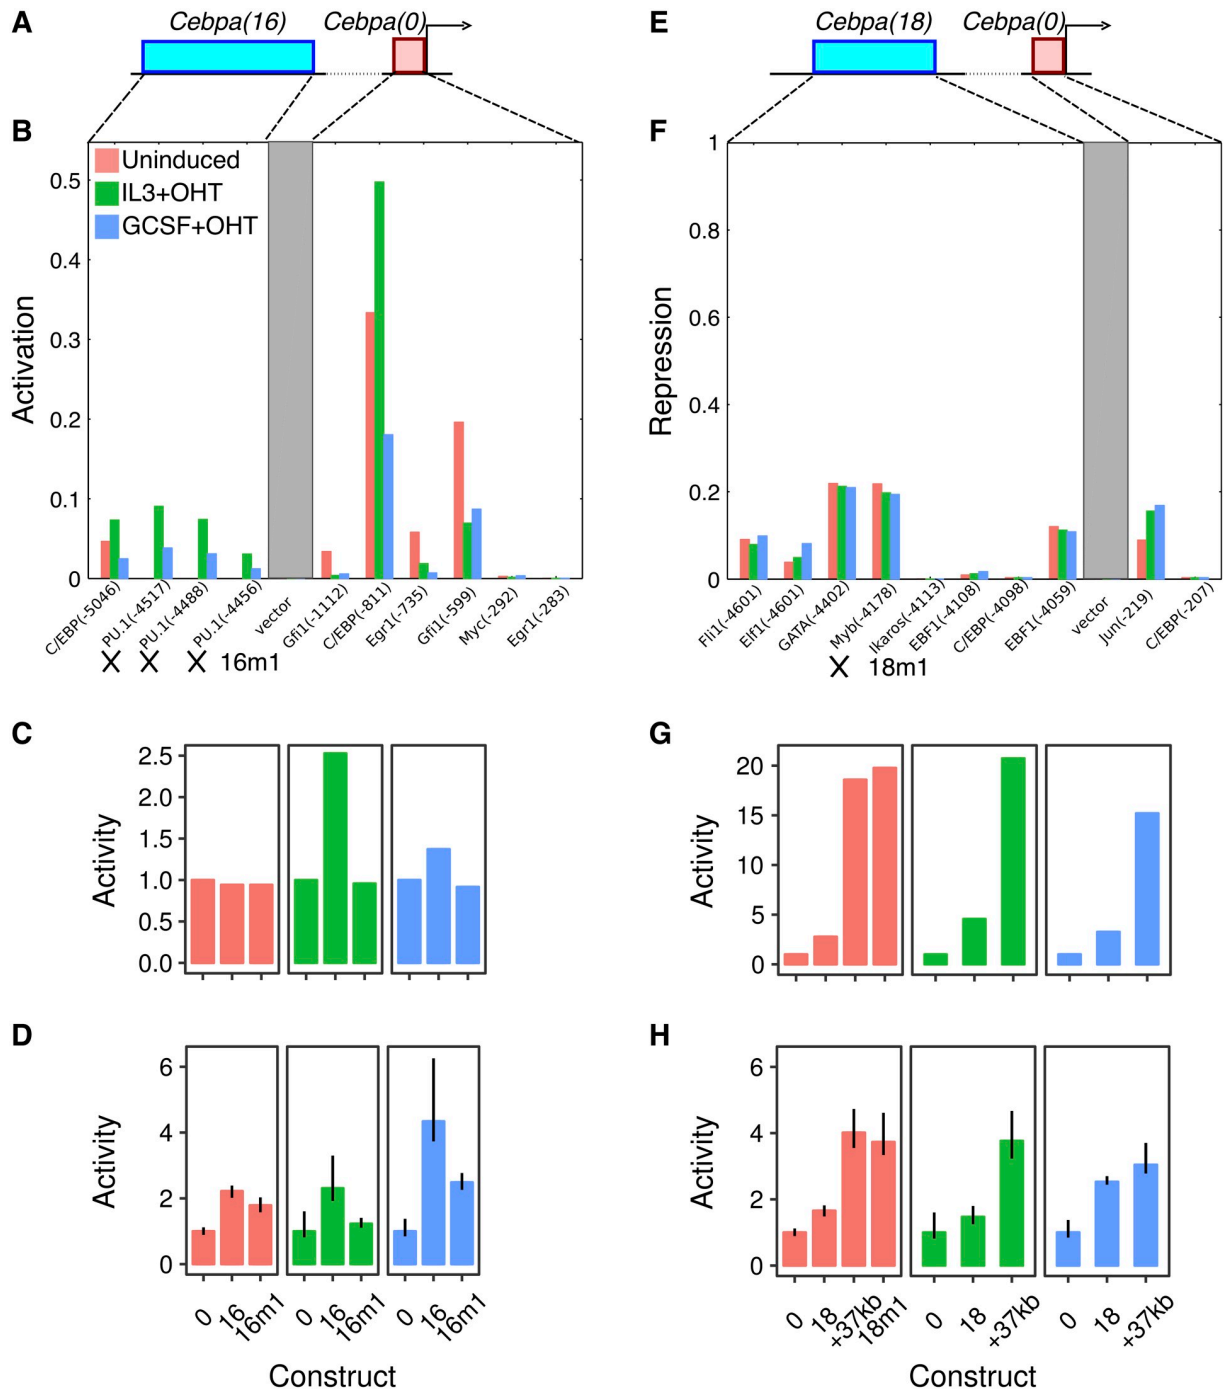 A
Cebpa(16)
Cebpa(0)
B
Uninduced
IL3+OHT
GCSF+OHT
0.5
0.4
0.3
0.2
0.1
0
Activation
C/EBP(-5046)
PU.1(-4517)
PU.1(-4488)
PU.1(-4456)
vector
Gfi1(-1112)
C/EBP(-811)
Egr1(-735)
Gfi1(-599)
Myc(-292)
Egr1(-283)
X X X 16m1
C
2.5
2.0
1.5
1.0
0.5
0.0
Activity
D
6
4
2
0
Activity
0
16
16m1
0
16
16m1
0
16
16m1
Construct
E
Cebpa(18)
Cebpa(0)
F
1
0.8
0.6
0.4
0.2
0
Repression
Fli1(-4601)
Elf1(-4601)
GATA(-4402)
Myb(-4178)
Ikaros(-4113)
EBF1(-4108)
C/EBP(-4098)
EBF1(-4059)
vector
Jun(-219)
C/EBP(-207)
X 18m1
G
20
15
10
5
0
Activity
H
6
4
2
0
Activity
0
18
+37kb
18m1
0
18
+37kb
0
18
+37kb
Construct